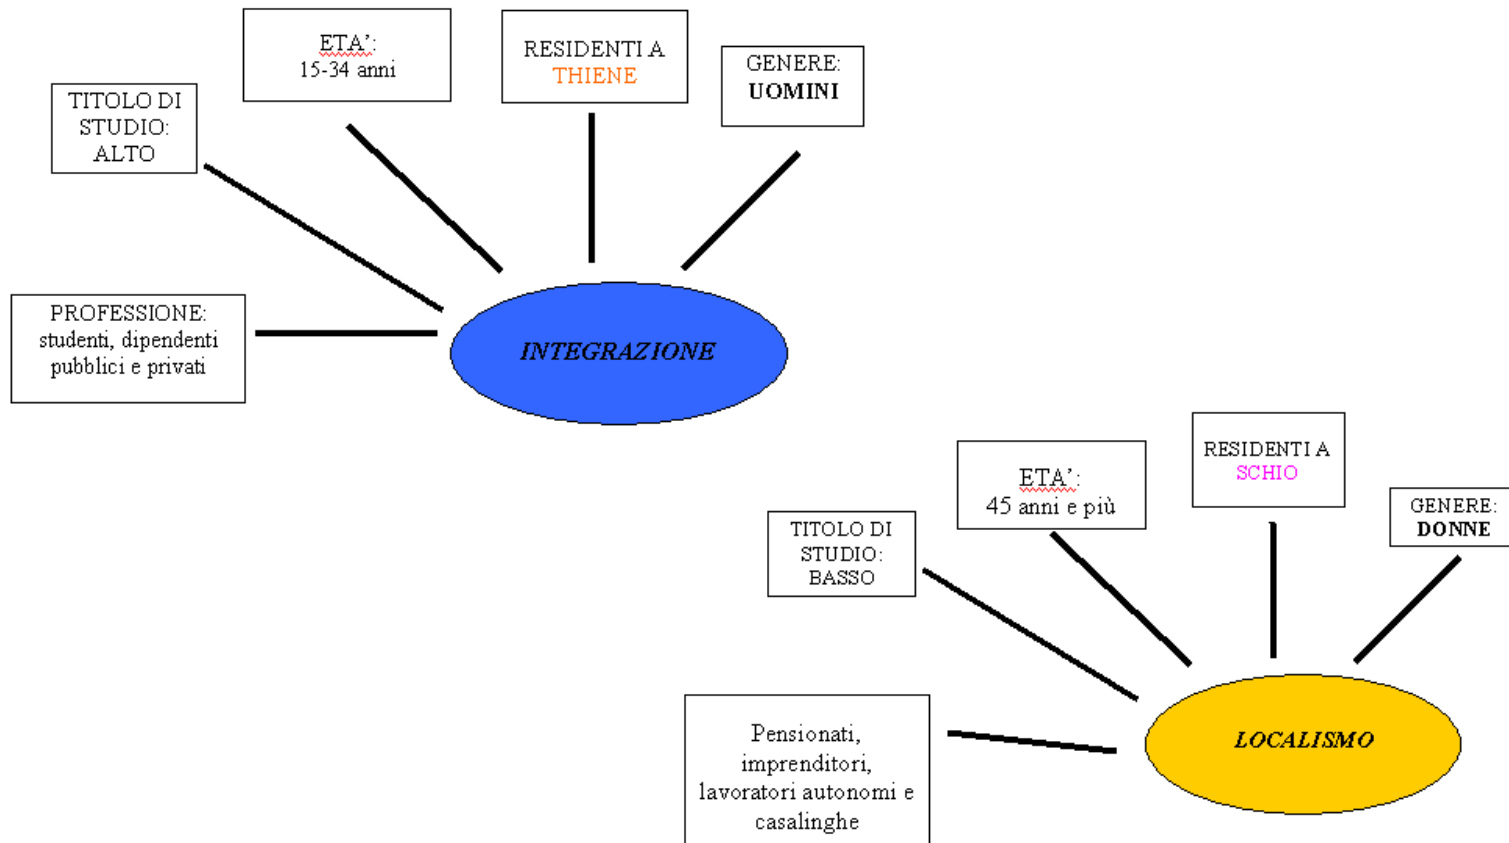 ETA’:
15-34 anni
RESIDENTI A
THIENE
GENERE:
UOMINI
TITOLO DI
STUDIO:
ALTO
PROFESSIONE:
studenti, dipendenti
pubblici e privati
INTEGRAZIONE
RESIDENTI A
SCHIO
ETA’:
45 anni e più
GENERE:
DONNE
TITOLO DI
STUDIO:
BASSO
Pensionati,
imprenditori,
lavoratori autonomi e
casalinghe
LOCALISMO